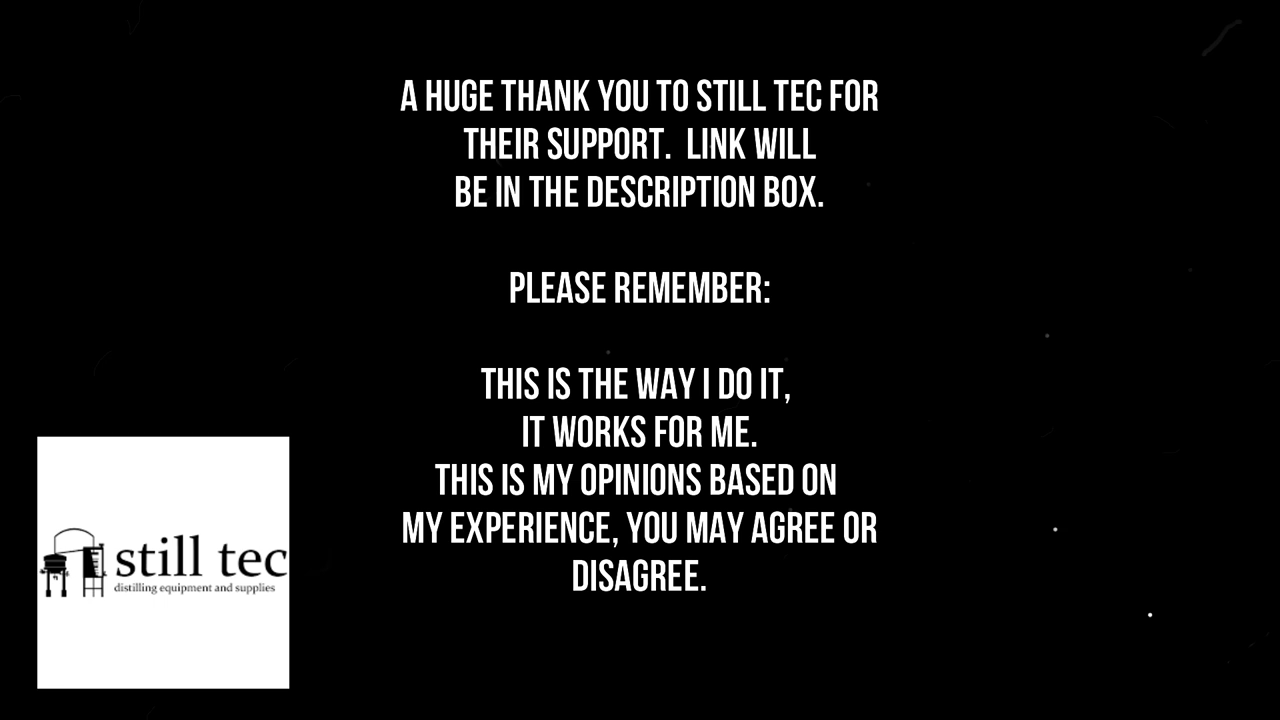 A HUGE THANK YOU TO STILL TEC FOR
THEIR SUPPORT. LINK WILL
BE IN THE DESCRIPTION BOX.
PLEASE REMEMBER:
THIS IS THE WAY I DO IT,
IT WORKS FOR ME.
THIS IS MY OPINIONS BASED ON
MY EXPERIENCE, YOU MAY AGREE OR
DISAGREE.
still tec
distilling equipment and supplies